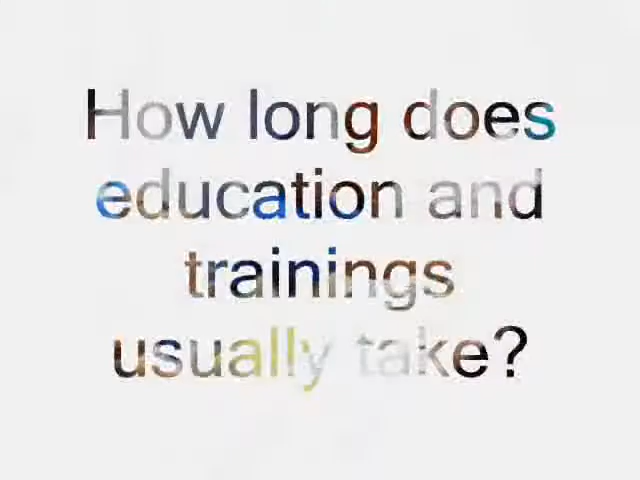 How long does
education and
trainings
usually take?